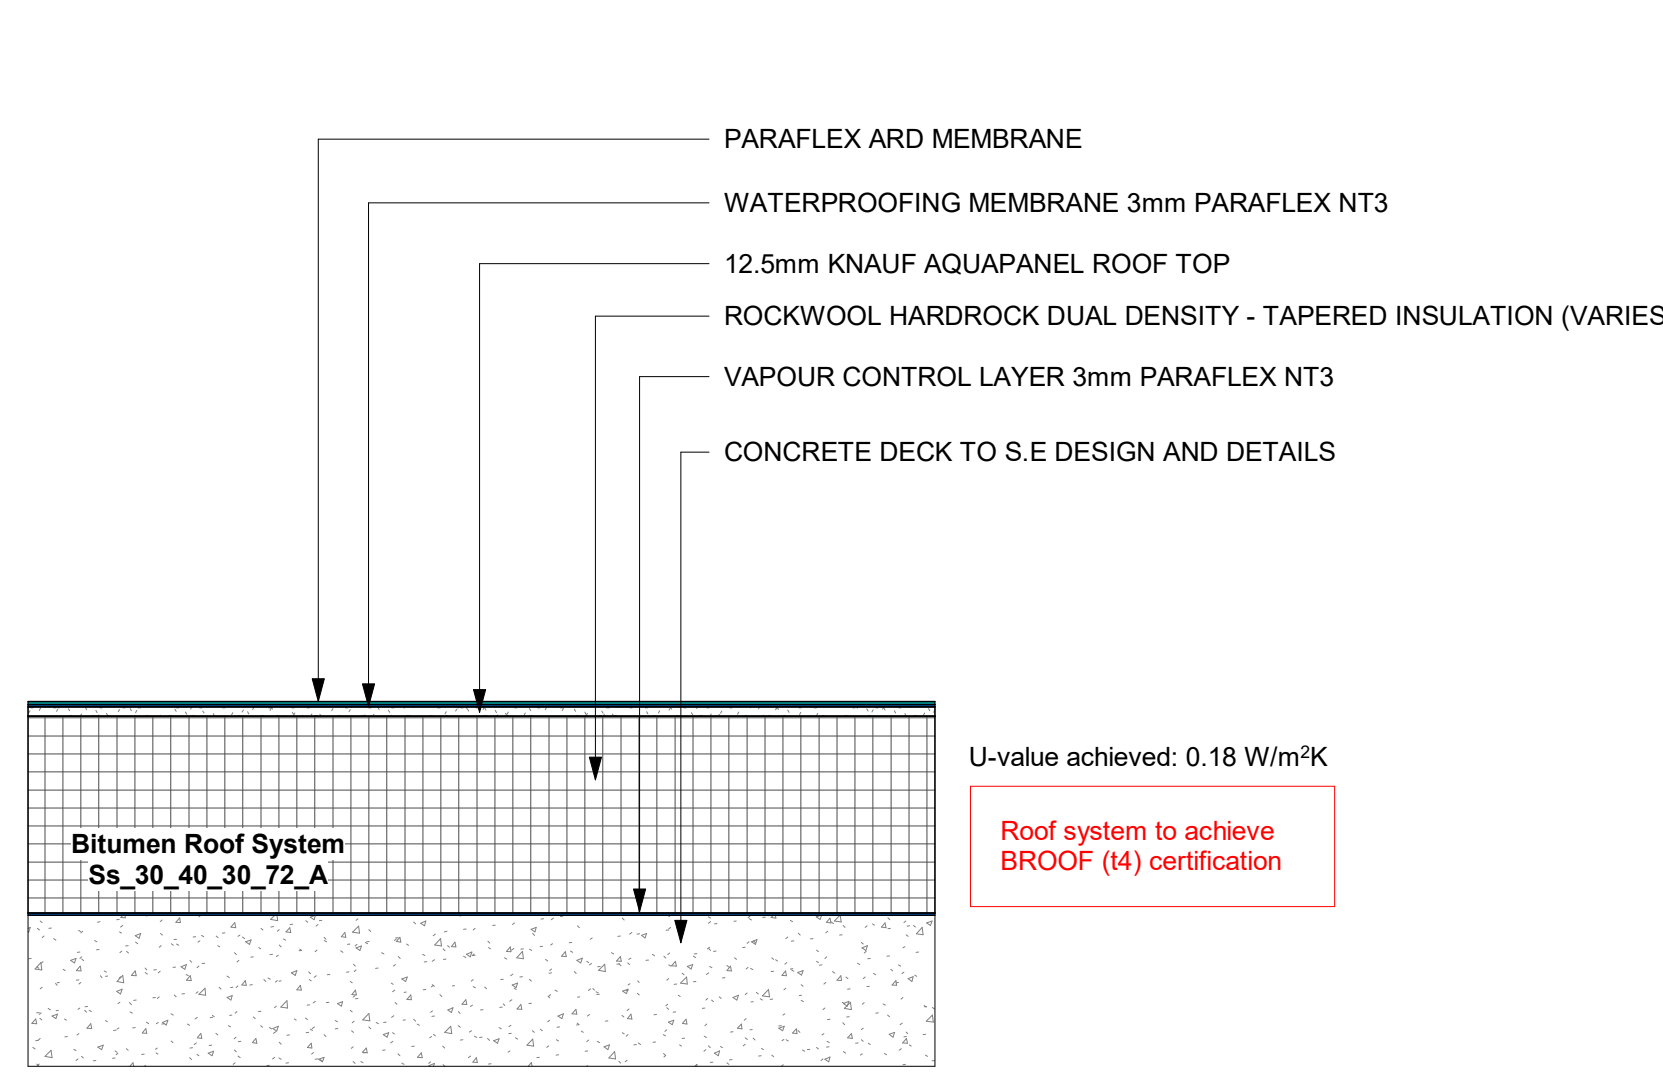 PARAFLEX ARD MEMBRANE
WATERPROOFING MEMBRANE 3mm PARAFLEX NT3
12.5mm KNAUF AQUAPANEL ROOF TOP
ROCKWOOL HARDROCK DUAL DENSITY - TAPERED INSULATION (VARIES
VAPOUR CONTROL LAYER 3mm PARAFLEX NT3
CONCRETE DECK TO S.E DESIGN AND DETAILS
U-value achieved: 0.18 W/m²K
Roof system to achieve
BROOF (t4) certification
Bitumen Roof System
Ss_30_40_30_72_A